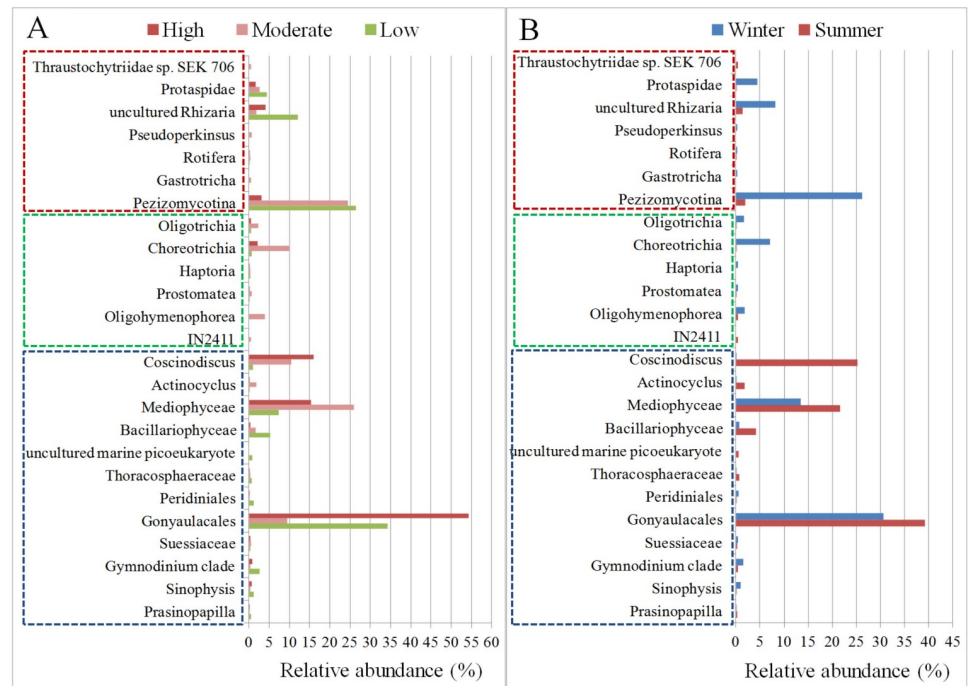 A
High Moderate Low
Thraustochytriidae sp. SEK 706
Protaspidae
uncultured Rhizaria
Pseudoperkinsus
Rotifera
Gastrotricha
Pezizomycotina
Oligotrichia
Choreotrichia
Haptoria
Prostomatea
Oligohymenophorea
IN2411
Coscinodiscus
Actinocyclus
Mediophyceae
Bacillariophyceae
uncultured marine picoeukaryote
Thoracosphaeraceae
Peridiniales
Gonyaulacales
Suessiaceae
Gymnodinium clade
Sinophysis
Prasinopapilla
0 5 10 15 20 25 30 35 40 45 50 55 60
Relative abundance (%)
B
Winter Summer
Thraustochytriidae sp. SEK 706
Protaspidae
uncultured Rhizaria
Pseudoperkinsus
Rotifera
Gastrotricha
Pezizomycotina
Oligotrichia
Choreotrichia
Haptoria
Prostomatea
Oligohymenophorea
IN2411
Coscinodiscus
Actinocyclus
Mediophyceae
Bacillariophyceae
uncultured marine picoeukaryote
Thoracosphaeraceae
Peridiniales
Gonyaulacales
Suessiaceae
Gymnodinium clade
Sinophysis
Prasinopapilla
0 5 10 15 20 25 30 35 40 45
Relative abundance (%)